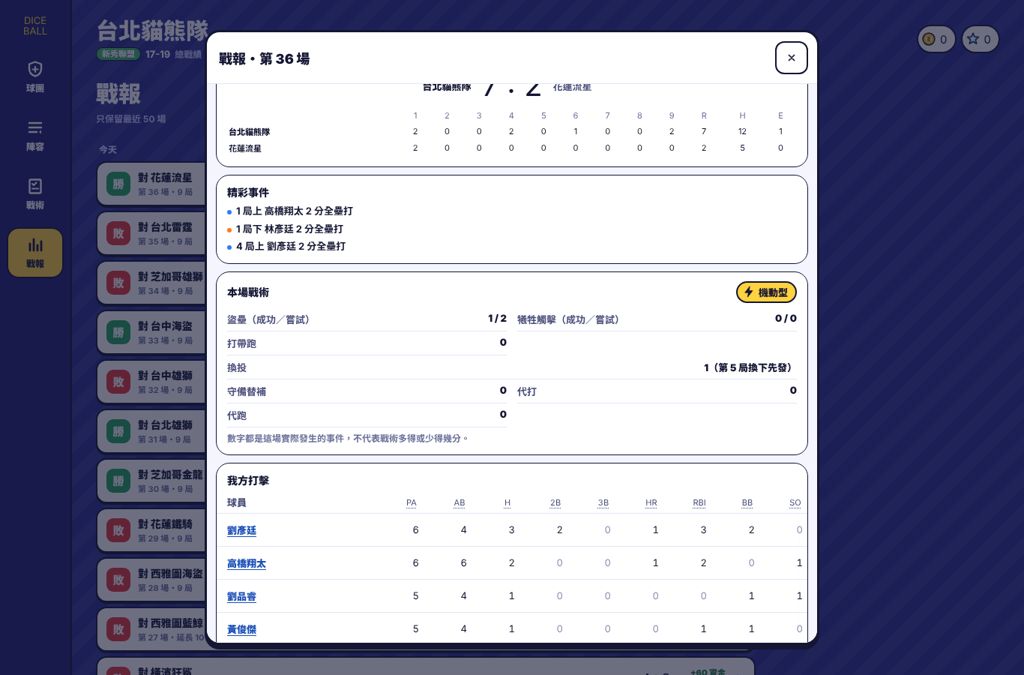 DICE
BALL
球團
陣容
戰術
戰報
台北貓熊隊
新秀聯盟 17-19 總戰績
0 0
戰報
只保留最近 50 場
今天
勝 對 花蓮流星
第 36 場・9 局
敗 對 台北雷霆
第 35 場・9 局
敗 對 芝加哥雄獅
第 34 場・9 局
勝 對 台中海盜
第 33 場・9 局
敗 對 台中雄獅
第 32 場・9 局
勝 對 台北雄獅
第 31 場・9 局
勝 對 芝加哥金龍
第 30 場・9 局
敗 對 花蓮鐵騎
第 29 場・9 局
敗 對 西雅圖海盜
第 28 場・9 局
敗 對 西雅圖藍鯨
第 27 場・延長 10
對 橫濱狂鯊
戰報・第 36 場
×
台北貓熊隊 7 : 2 花蓮流星
1 2 3 4 5 6 7 8 9 R H E
台北貓熊隊 2 0 0 2 0 1 0 0 2 7 12 1
花蓮流星 2 0 0 0 0 0 0 0 0 2 5 0
精彩事件
1 局上 高橋翔太 2 分全壘打
1 局下 林彥廷 2 分全壘打
4 局上 劉彥廷 2 分全壘打
本場戰術
機動型
盜壘（成功／嘗試） 1 / 2 犧牲觸擊（成功／嘗試） 0 / 0
打帶跑 0
換投 1（第 5 局換下先發）
守備替補 0 代打 0
代跑 0
數字都是這場實際發生的事件，不代表戰術多得或少得幾分。
我方打擊
球員 PA AB H 2B 3B HR RBI BB SO
劉彥廷 6 4 3 2 0 1 3 2 0
高橋翔太 6 6 2 0 0 1 2 0 1
劉品睿 5 4 1 0 0 0 0 1 1
黃俊傑 5 4 1 0 0 0 1 1 0